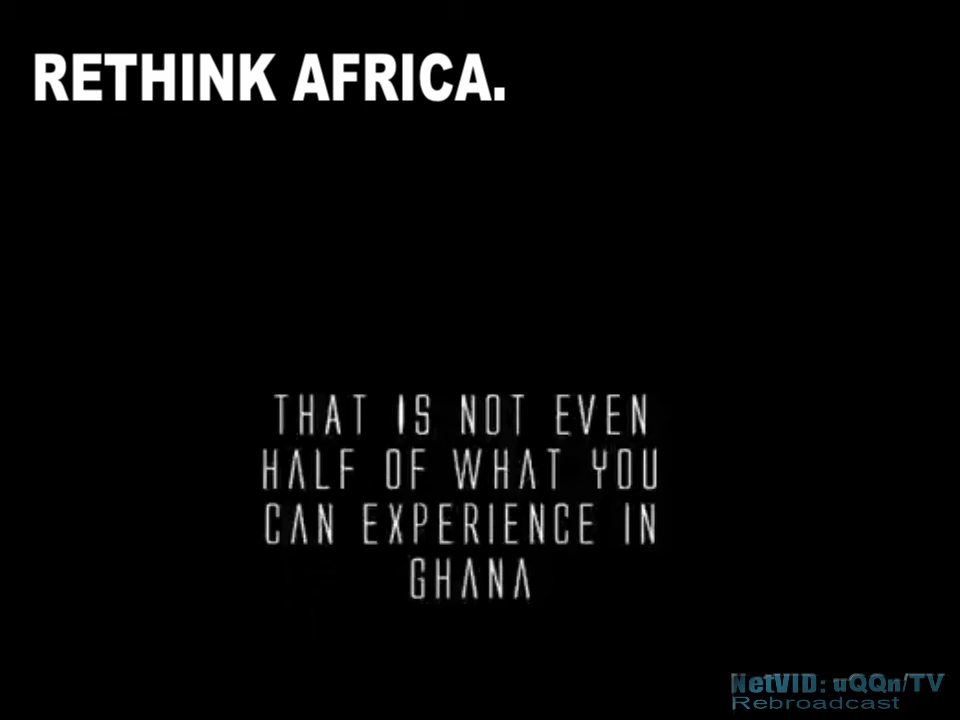 RETHINK AFRICA.
THAT IS NOT EVEN
HALF OF WHAT YOU
CAN EXPERIENCE IN
GHANA
NetVID: uQQn/TV
Rebroadcast